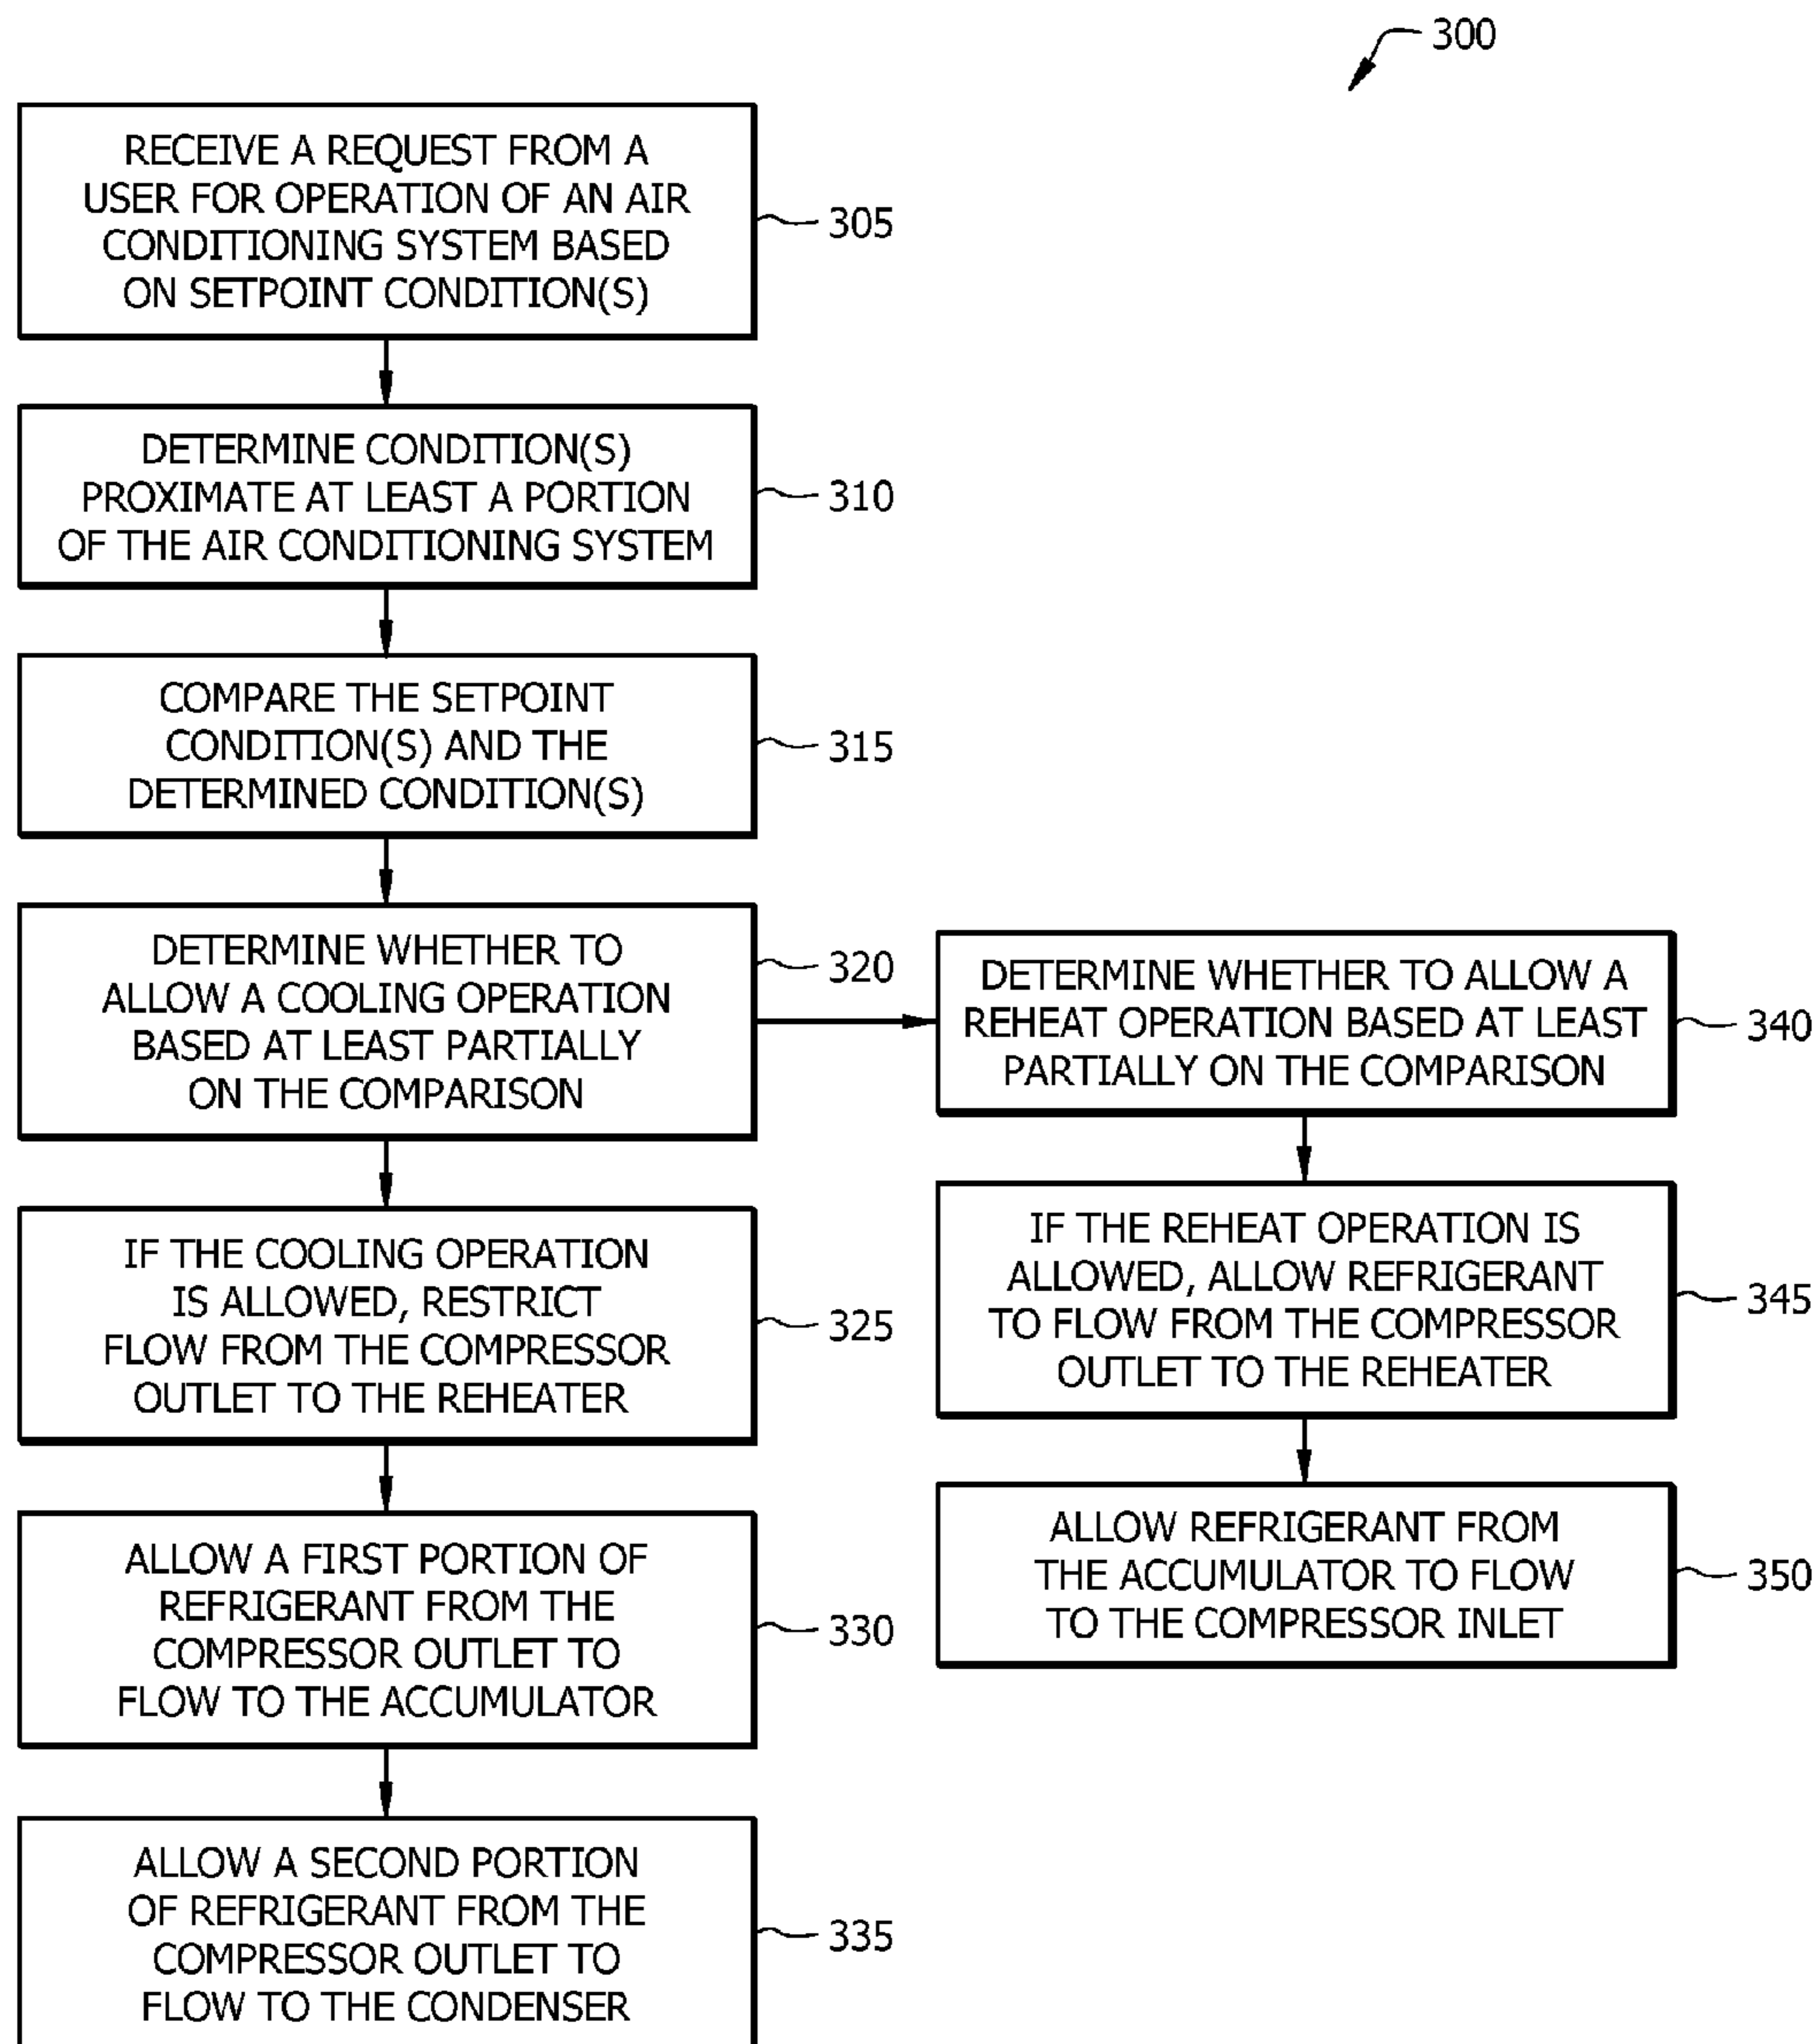 300
RECEIVE A REQUEST FROM A
USER FOR OPERATION OF AN AIR
CONDITIONING SYSTEM BASED
ON SETPOINT CONDITION(S)
305
DETERMINE CONDITION(S)
PROXIMATE AT LEAST A PORTION
OF THE AIR CONDITIONING SYSTEM
310
COMPARE THE SETPOINT
CONDITION(S) AND THE
DETERMINED CONDITION(S)
315
DETERMINE WHETHER TO
ALLOW A COOLING OPERATION
BASED AT LEAST PARTIALLY
ON THE COMPARISON
320
IF THE COOLING OPERATION
IS ALLOWED, RESTRICT
FLOW FROM THE COMPRESSOR
OUTLET TO THE REHEATER
325
ALLOW A FIRST PORTION OF
REFRIGERANT FROM THE
COMPRESSOR OUTLET TO
FLOW TO THE ACCUMULATOR
330
ALLOW A SECOND PORTION
OF REFRIGERANT FROM THE
COMPRESSOR OUTLET TO
FLOW TO THE CONDENSER
335
DETERMINE WHETHER TO ALLOW A
REHEAT OPERATION BASED AT LEAST
PARTIALLY ON THE COMPARISON
340
IF THE REHEAT OPERATION IS
ALLOWED, ALLOW REFRIGERANT
TO FLOW FROM THE COMPRESSOR
OUTLET TO THE REHEATER
345
ALLOW REFRIGERANT FROM
THE ACCUMULATOR TO FLOW
TO THE COMPRESSOR INLET
350